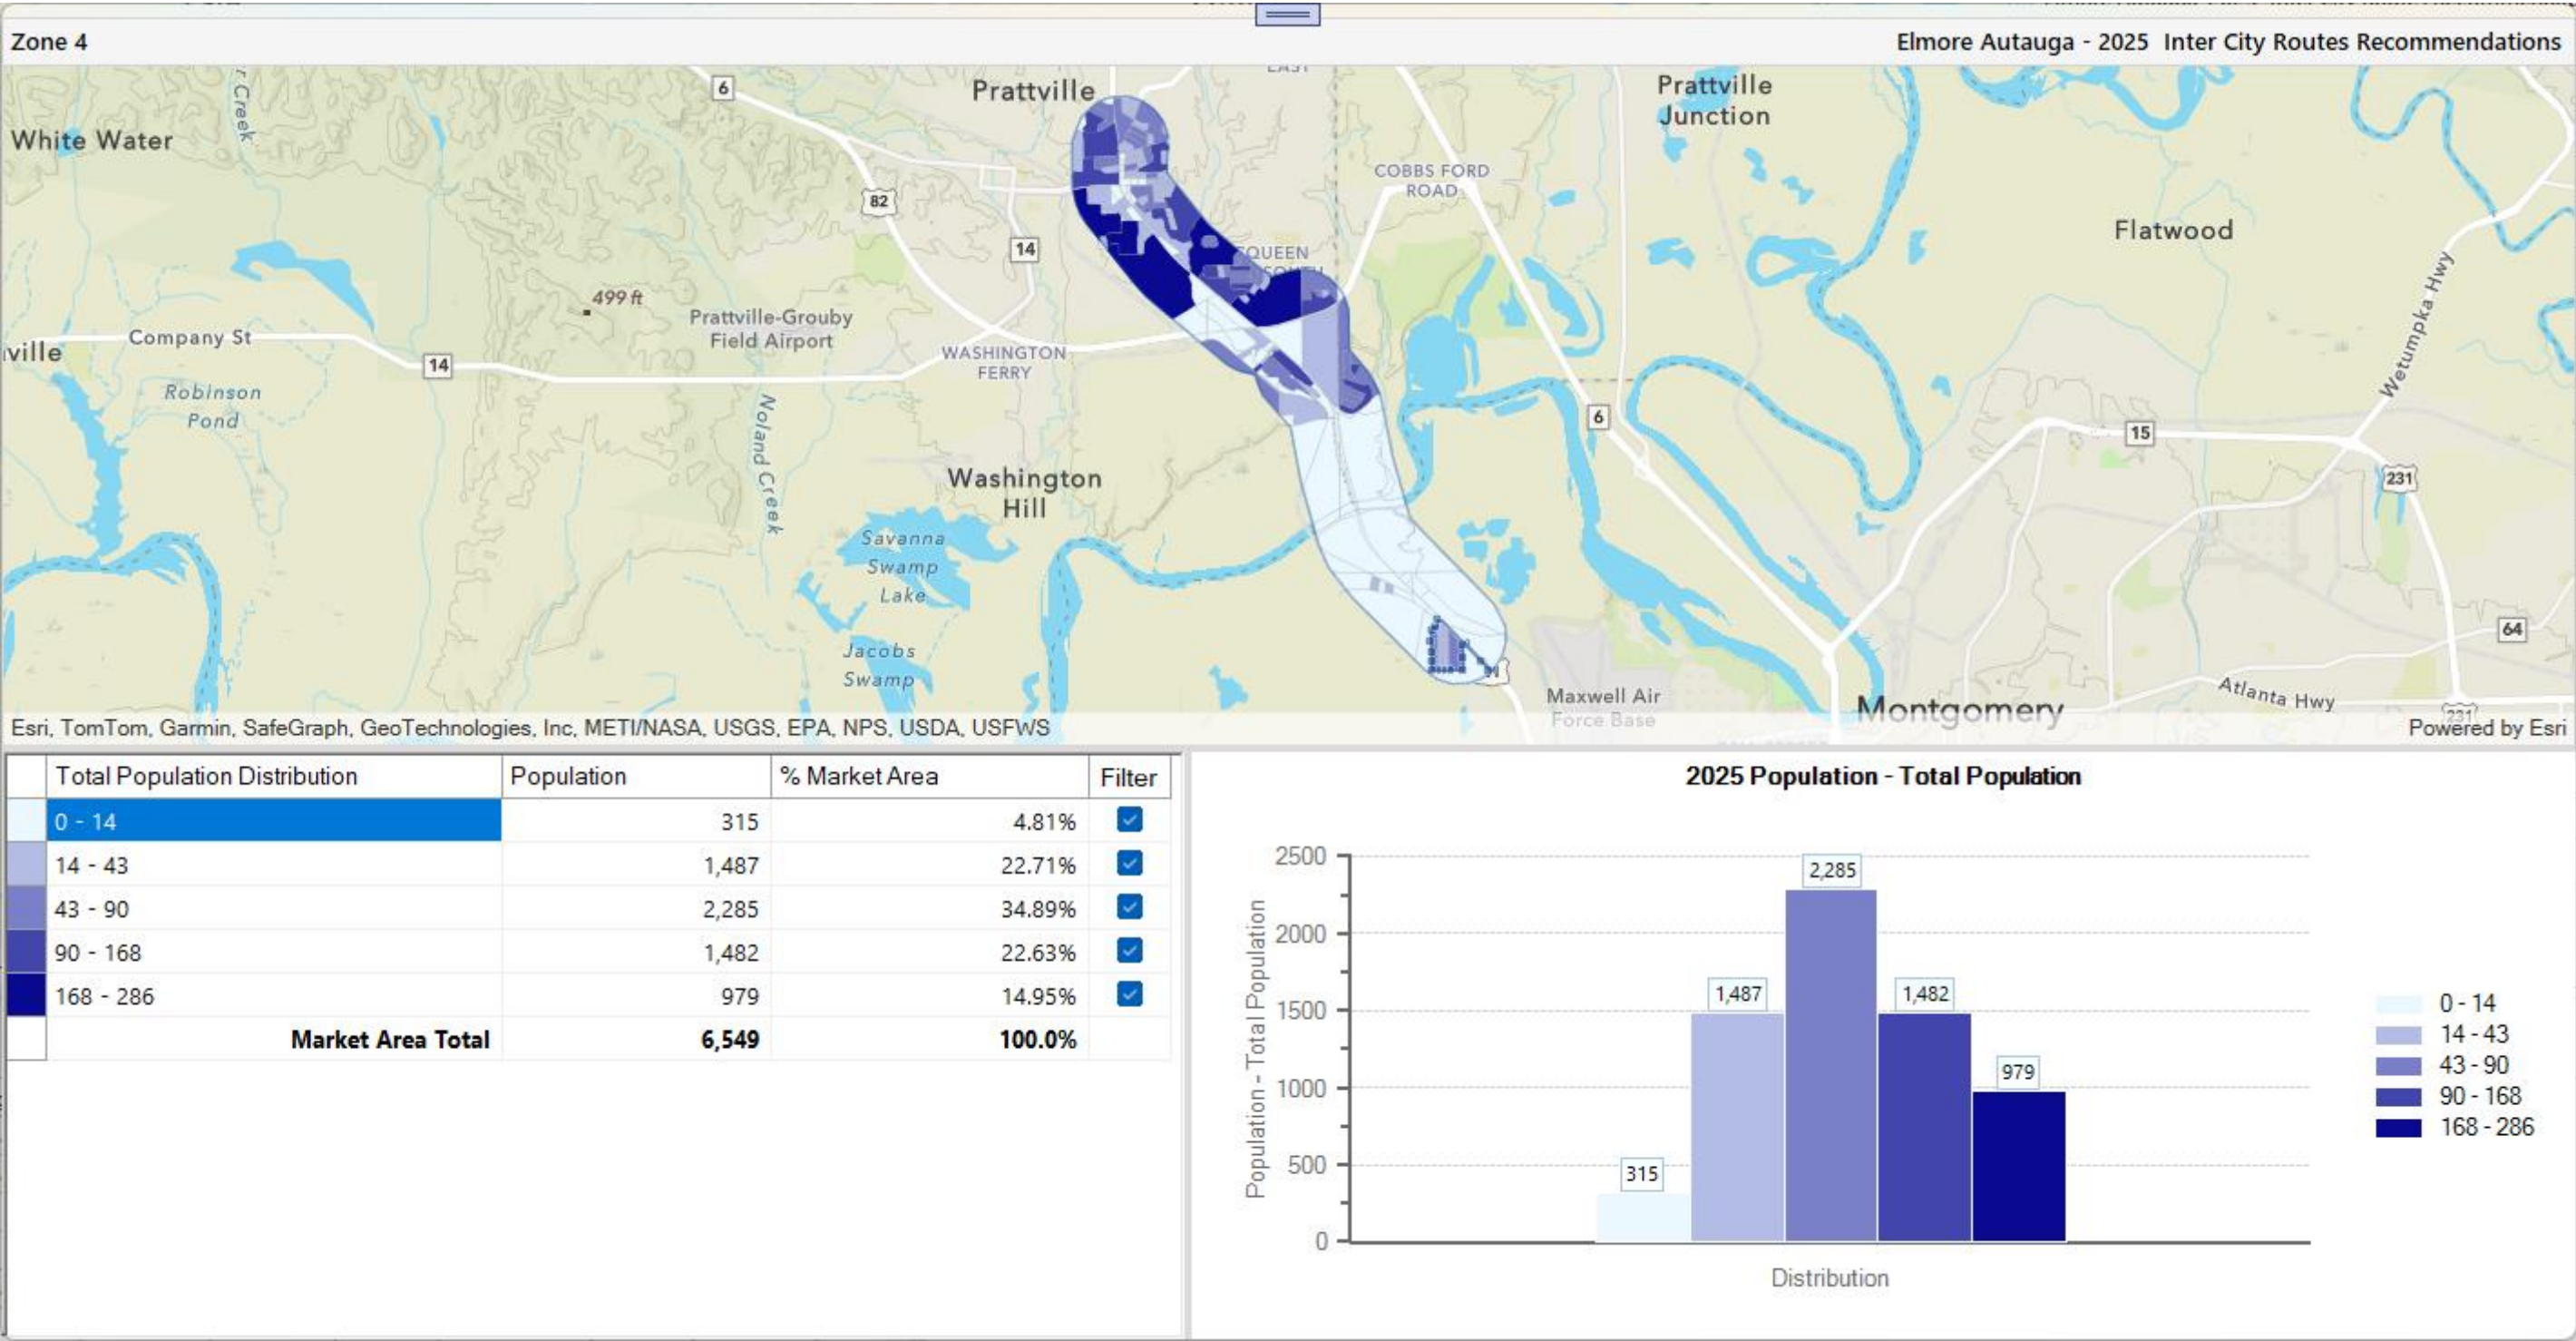 Zone 4
Elmore Autauga - 2025 Inter City Routes Recommendations
Prattville
Prattville
Junction
White Water
r Creek
6
COBBS FORD
ROAD
82
Flatwood
14
QUEEN
499 ft
Prattville-Grouby
Field Airport
Company St
ville
14
WASHINGTON
FERRY
Robinson
Pond
Noland Creek
Wetumpka Hwy
6
15
231
Washington
Hill
Savanna
Swamp
Lake
64
Jacobs
Swamp
Maxwell Air
Force Base
Montgomery
Atlanta Hwy
231
Esri, TomTom, Garmin, SafeGraph, GeoTechnologies, Inc, METI/NASA, USGS, EPA, NPS, USDA, USFWS
Powered by Esri
Total Population Distribution Population % Market Area Filter
0 - 14 315 4.81%
14 - 43 1,487 22.71%
43 - 90 2,285 34.89%
90 - 168 1,482 22.63%
168 - 286 979 14.95%
Market Area Total 6,549 100.0%
2025 Population - Total Population
Population - Total Population
2500
2000
1500
1000
500
0
315
1,487
2,285
1,482
979
Distribution
0 - 14
14 - 43
43 - 90
90 - 168
168 - 286